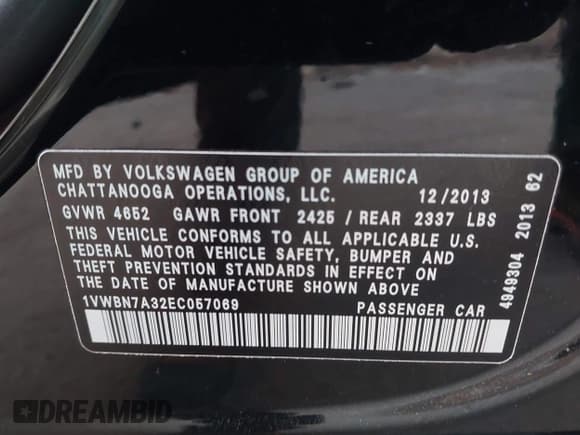 MFD BY VOLKSWAGEN GROUP OF AMERICA
CHATTANOOGA OPERATIONS, LLC. 12/2013
GVWR 4652 GAWR FRONT 2425 / REAR 2337 LBS
THIS VEHICLE CONFORMS TO ALL APPLICABLE U.S.
FEDERAL MOTOR VEHICLE SAFETY, BUMPER AND
THEFT PREVENTION STANDARDS IN EFFECT ON
THE DATE OF MANUFACTURE SHOWN ABOVE
1VWBN7A32EC057069 PASSENGER CAR
4949304 2013 62
DREAMBID